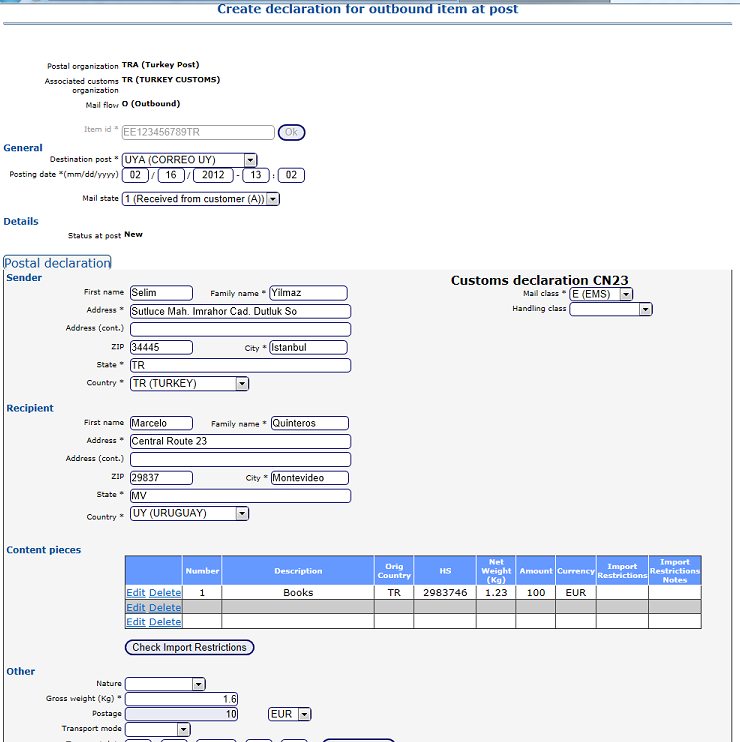 Create declaration for outbound item at post
Postal organization TRA (Turkey Post)
Associated customs organization TR (TURKEY CUSTOMS)
Mail flow O (Outbound)
Item id * EE123456789TR Ok
General
Destination post * UYA (CORREO UY)
Posting date *(mm/dd/yyyy) 02 / 16 / 2012 - 13 : 02
Mail state 1 (Received from customer (A))
Details
Status at post New
Postal declaration
Sender
Customs declaration CN23
First name Selim Family name * Yilmaz
Mail class * E (EMS)
Address * Sutluce Mah. Imrahor Cad. Dutluk So
Handling class
Address (cont.)
ZIP 34445 City * Istanbul
State * TR
Country * TR (TURKEY)
Recipient
First name Marcelo Family name * Quinteros
Address * Central Route 23
Address (cont.)
ZIP 29837 City * Montevideo
State * MV
Country * UY (URUGUAY)
Content pieces
Number Description Orig Country HS Net Weight (Kg) Amount Currency Import Restrictions Import Restrictions Notes
Edit Delete 1 Books TR 2983746 1.23 100 EUR
Edit Delete
Edit Delete
Check Import Restrictions
Other
Nature
Gross weight (Kg) * 1.6
Postage 10 EUR
Transport mode